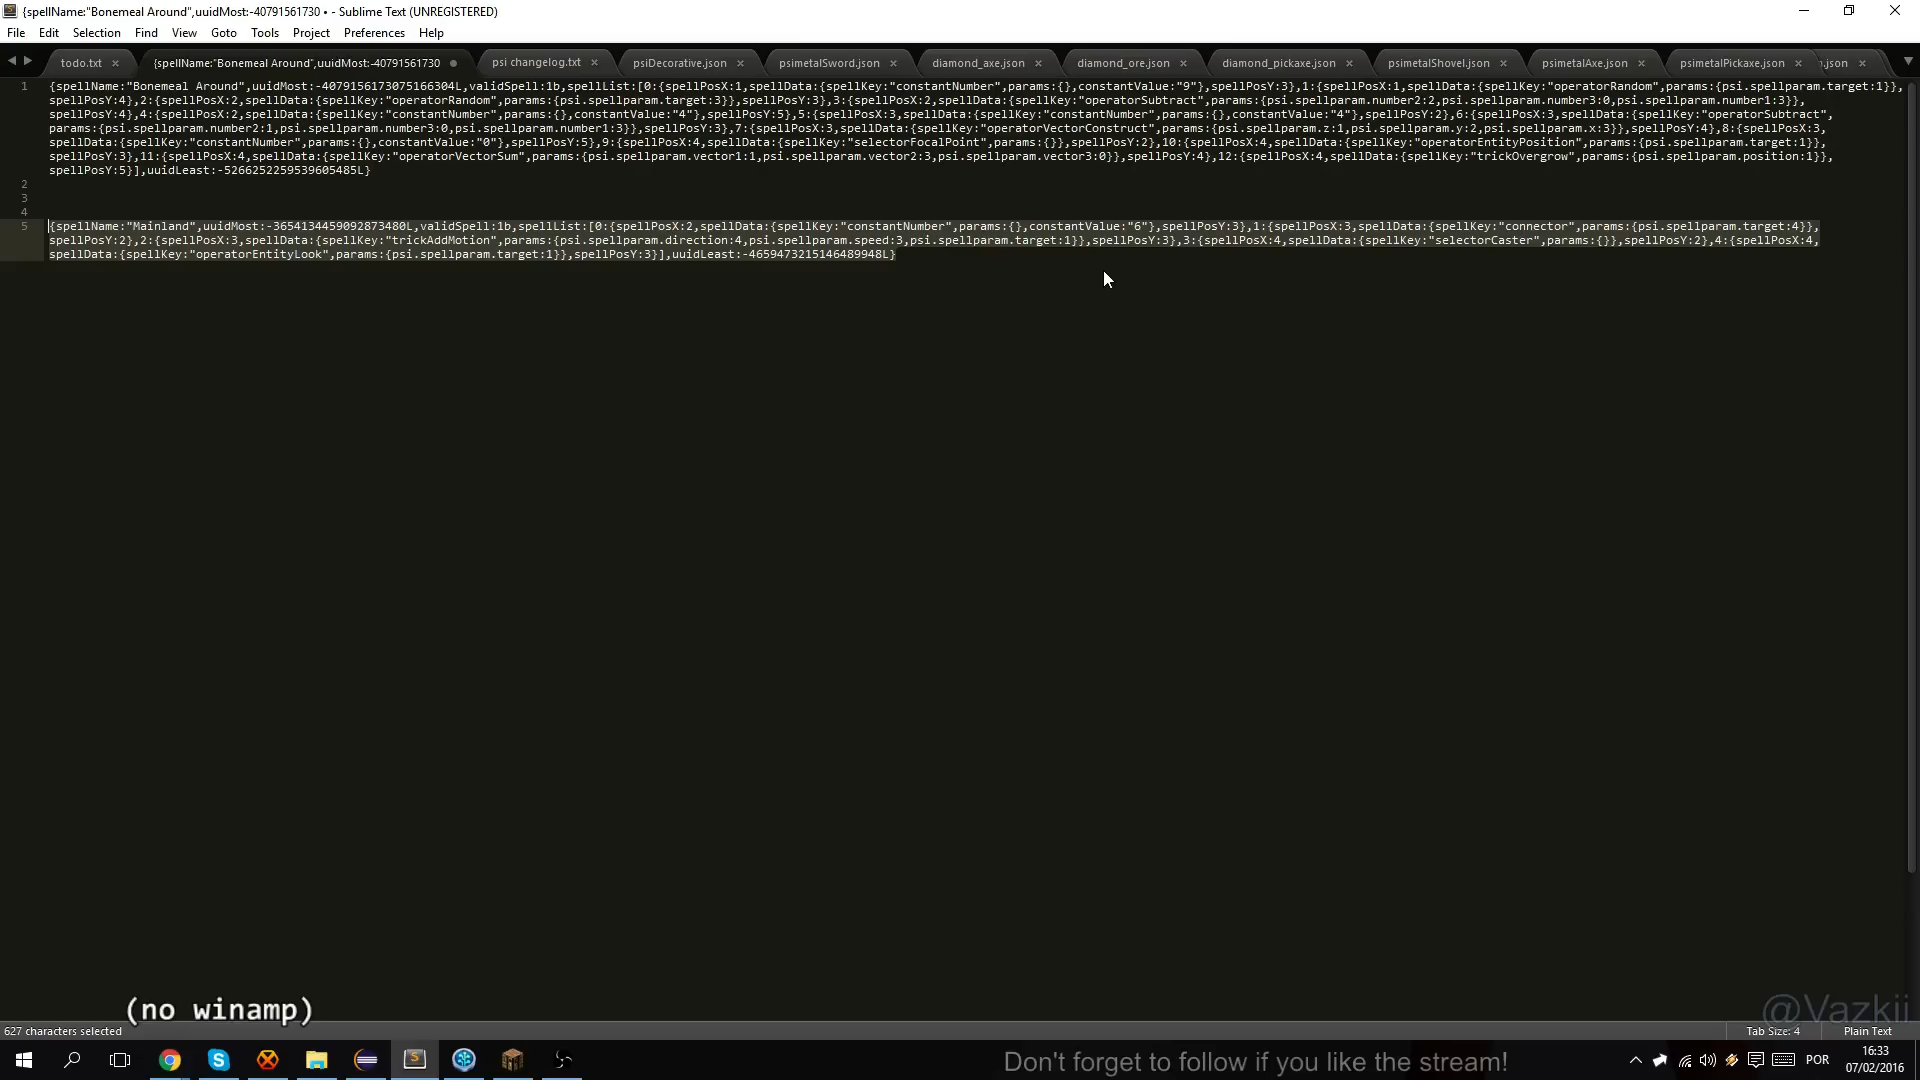 {spellName:"Bonemeal Around",uuidMost:-40791561730 • - Sublime Text (UNREGISTERED)
File Edit Selection Find View Goto Tools Project Preferences Help
todo.txt {spellName:"Bonemeal Around",uuidMost:-40791561730 psi changelog.txt psiDecorative.json psimetalSword.json diamond_axe.json diamond_ore.json diamond_pickaxe.json psimetalShovel.json psimetalAxe.json psimetalPickaxe.json .json
1 {spellName:"Bonemeal Around",uuidMost:-4079156173075166304L,validSpell:1b,spellList:[0:{spellPosX:1,spellData:{spellKey:"constantNumber",params:{},constantValue:"9"},spellPosY:3},1:{spellPosX:1,spellData:{spellKey:"operatorRandom",params:{psi.spellparam.target:1}},
spellPosY:4},2:{spellPosX:2,spellData:{spellKey:"operatorRandom",params:{psi.spellparam.target:3}},spellPosY:3},3:{spellPosX:2,spellData:{spellKey:"operatorSubtract",params:{psi.spellparam.number2:2,psi.spellparam.number3:0,psi.spellparam.number1:3}},
spellPosY:4},4:{spellPosX:2,spellData:{spellKey:"constantNumber",params:{},constantValue:"4"},spellPosY:5},5:{spellPosX:3,spellData:{spellKey:"constantNumber",params:{},constantValue:"4"},spellPosY:2},6:{spellPosX:3,spellData:{spellKey:"operatorSubtract",
params:{psi.spellparam.number2:1,psi.spellparam.number3:0,psi.spellparam.number1:3}},spellPosY:3},7:{spellPosX:3,spellData:{spellKey:"operatorVectorConstruct",params:{psi.spellparam.z:1,psi.spellparam.y:2,psi.spellparam.x:3}},spellPosY:4},8:{spellPosX:3,
spellData:{spellKey:"constantNumber",params:{},constantValue:"0"},spellPosY:5},9:{spellPosX:4,spellData:{spellKey:"selectorFocalPoint",params:{}},spellPosY:2},10:{spellPosX:4,spellData:{spellKey:"operatorEntityPosition",params:{psi.spellparam.target:1}},
spellPosY:3},11:{spellPosX:4,spellData:{spellKey:"operatorVectorSum",params:{psi.spellparam.vector1:1,psi.spellparam.vector2:3,psi.spellparam.vector3:0}},spellPosY:4},12:{spellPosX:4,spellData:{spellKey:"trickOvergrow",params:{psi.spellparam.position:1}},
spellPosY:5}],uuidLeast:-5266252259539605485L}
2
3
4
5 {spellName:"Mainland",uuidMost:-3654134459092873480L,validSpell:1b,spellList:[0:{spellPosX:2,spellData:{spellKey:"constantNumber",params:{},constantValue:"6"},spellPosY:3},1:{spellPosX:3,spellData:{spellKey:"connector",params:{psi.spellparam.target:4}},
spellPosY:2},2:{spellPosX:3,spellData:{spellKey:"trickAddMotion",params:{psi.spellparam.direction:4,psi.spellparam.speed:3,psi.spellparam.target:1}},spellPosY:3},3:{spellPosX:4,spellData:{spellKey:"selectorCaster",params:{}},spellPosY:2},4:{spellPosX:4,
spellData:{spellKey:"operatorEntityLook",params:{psi.spellparam.target:1}},spellPosY:3}],uuidLeast:-4659473215146489948L}
(no winamp)
@Vazkii
627 characters selected Tab Size: 4 Plain Text
Don't forget to follow if you like the stream!
POR
16:33
07/02/2016